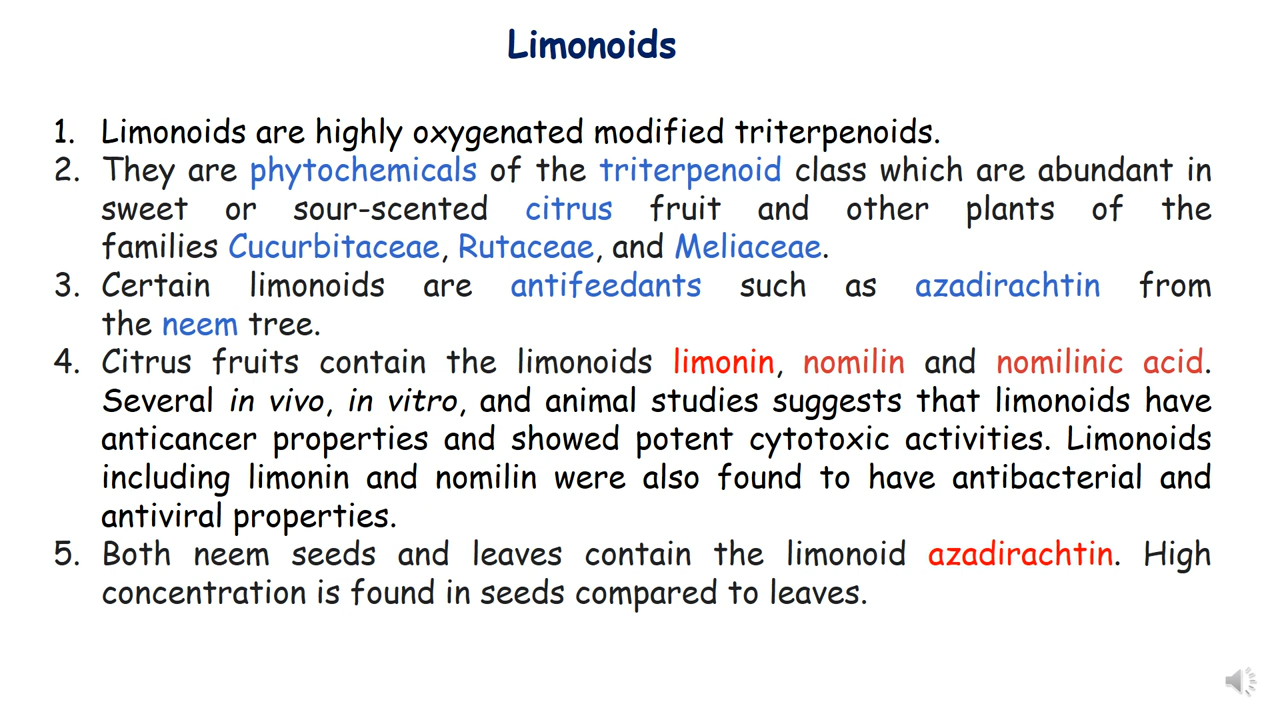 Limonoids
1. Limonoids are highly oxygenated modified triterpenoids.
2. They are phytochemicals of the triterpenoid class which are abundant in
sweet or sour-scented citrus fruit and other plants of the
families Cucurbitaceae, Rutaceae, and Meliaceae.
3. Certain limonoids are antifeedants such as azadirachtin from
the neem tree.
4. Citrus fruits contain the limonoids limonin, nomilin and nomilinic acid.
Several in vivo, in vitro, and animal studies suggests that limonoids have
anticancer properties and showed potent cytotoxic activities. Limonoids
including limonin and nomilin were also found to have antibacterial and
antiviral properties.
5. Both neem seeds and leaves contain the limonoid azadirachtin. High
concentration is found in seeds compared to leaves.